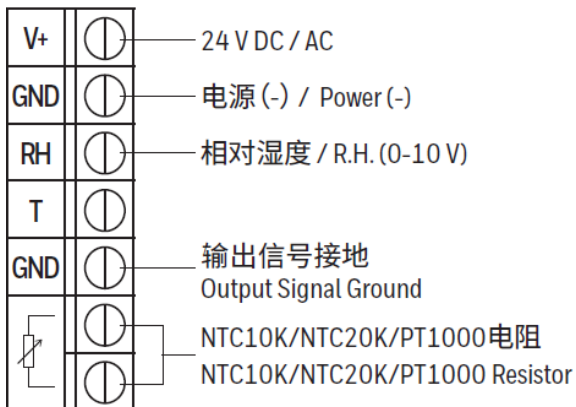 V+ 24 V DC / AC
GND 电源(-) / Power (-)
RH 相对湿度 / R.H. (0-10 V)
T
GND 输出信号接地
Output Signal Ground
NTC10K/NTC20K/PT1000电阻
NTC10K/NTC20K/PT1000 Resistor